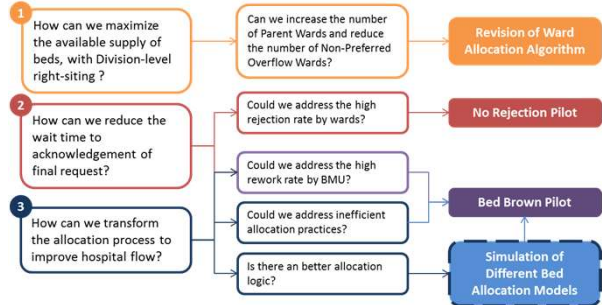 1
How can we maximize
the available supply of
beds, with Division-level
right-siting ?
Can we increase the number
of Parent Wards and reduce
the number of Non-Preferred
Overflow Wards?
Revision of Ward
Allocation Algorithm
2
How can we reduce the
wait time to
acknowledgement of
final request?
Could we address the high
rejection rate by wards?
No Rejection Pilot
Could we address the high
rework rate by BMU?
3
How can we transform
the allocation process to
improve hospital flow?
Could we address inefficient
allocation practices?
Bed Brown Pilot
Is there an better allocation
logic?
Simulation of
Different Bed
Allocation Models